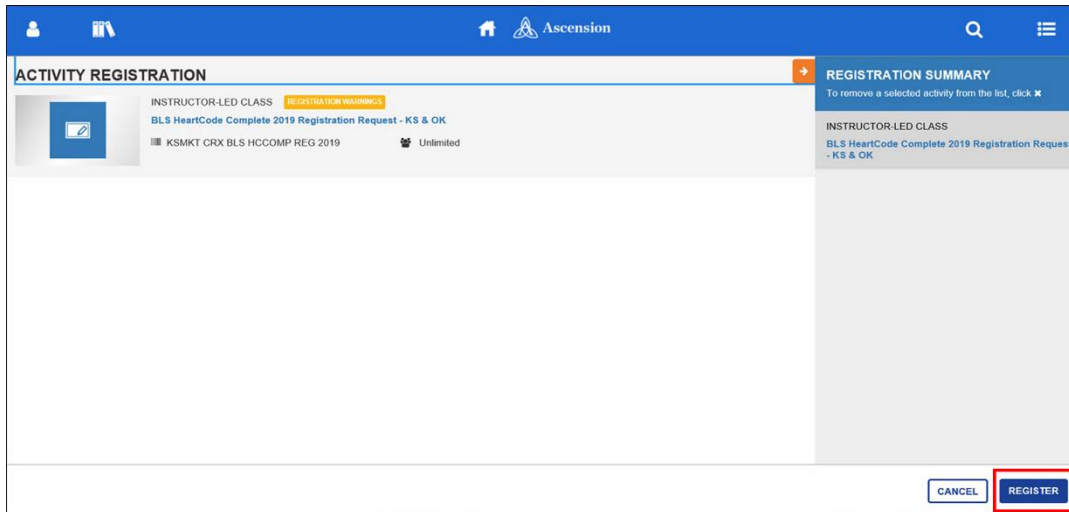 Ascension
ACTIVITY REGISTRATION
INSTRUCTOR-LED CLASS REGISTRATION WARNINGS
BLS HeartCode Complete 2019 Registration Request - KS & OK
KSMKT CRX BLS HCCOMP REG 2019 Unlimited
REGISTRATION SUMMARY
To remove a selected activity from the list, click ✖
INSTRUCTOR-LED CLASS
BLS HeartCode Complete 2019 Registration Reques
- KS & OK
CANCEL REGISTER